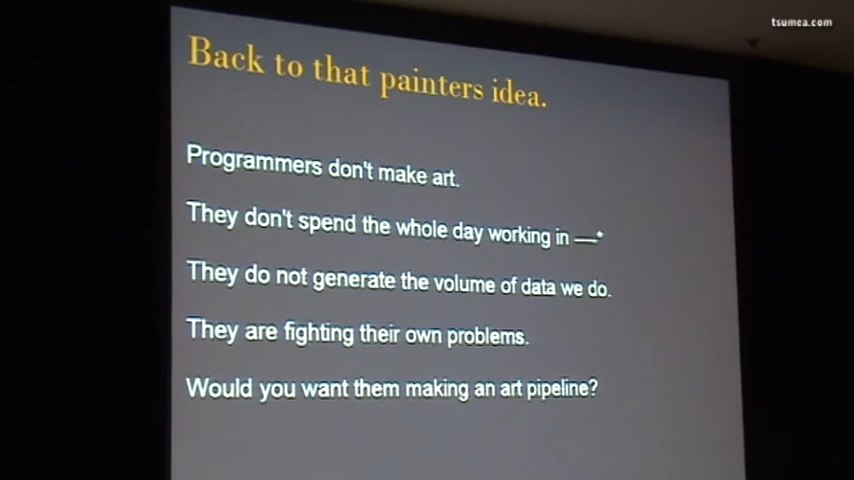 tsumea.com
Back to that painters idea.
Programmers don't make art.
They don't spend the whole day working in —*
They do not generate the volume of data we do.
They are fighting their own problems.
Would you want them making an art pipeline?